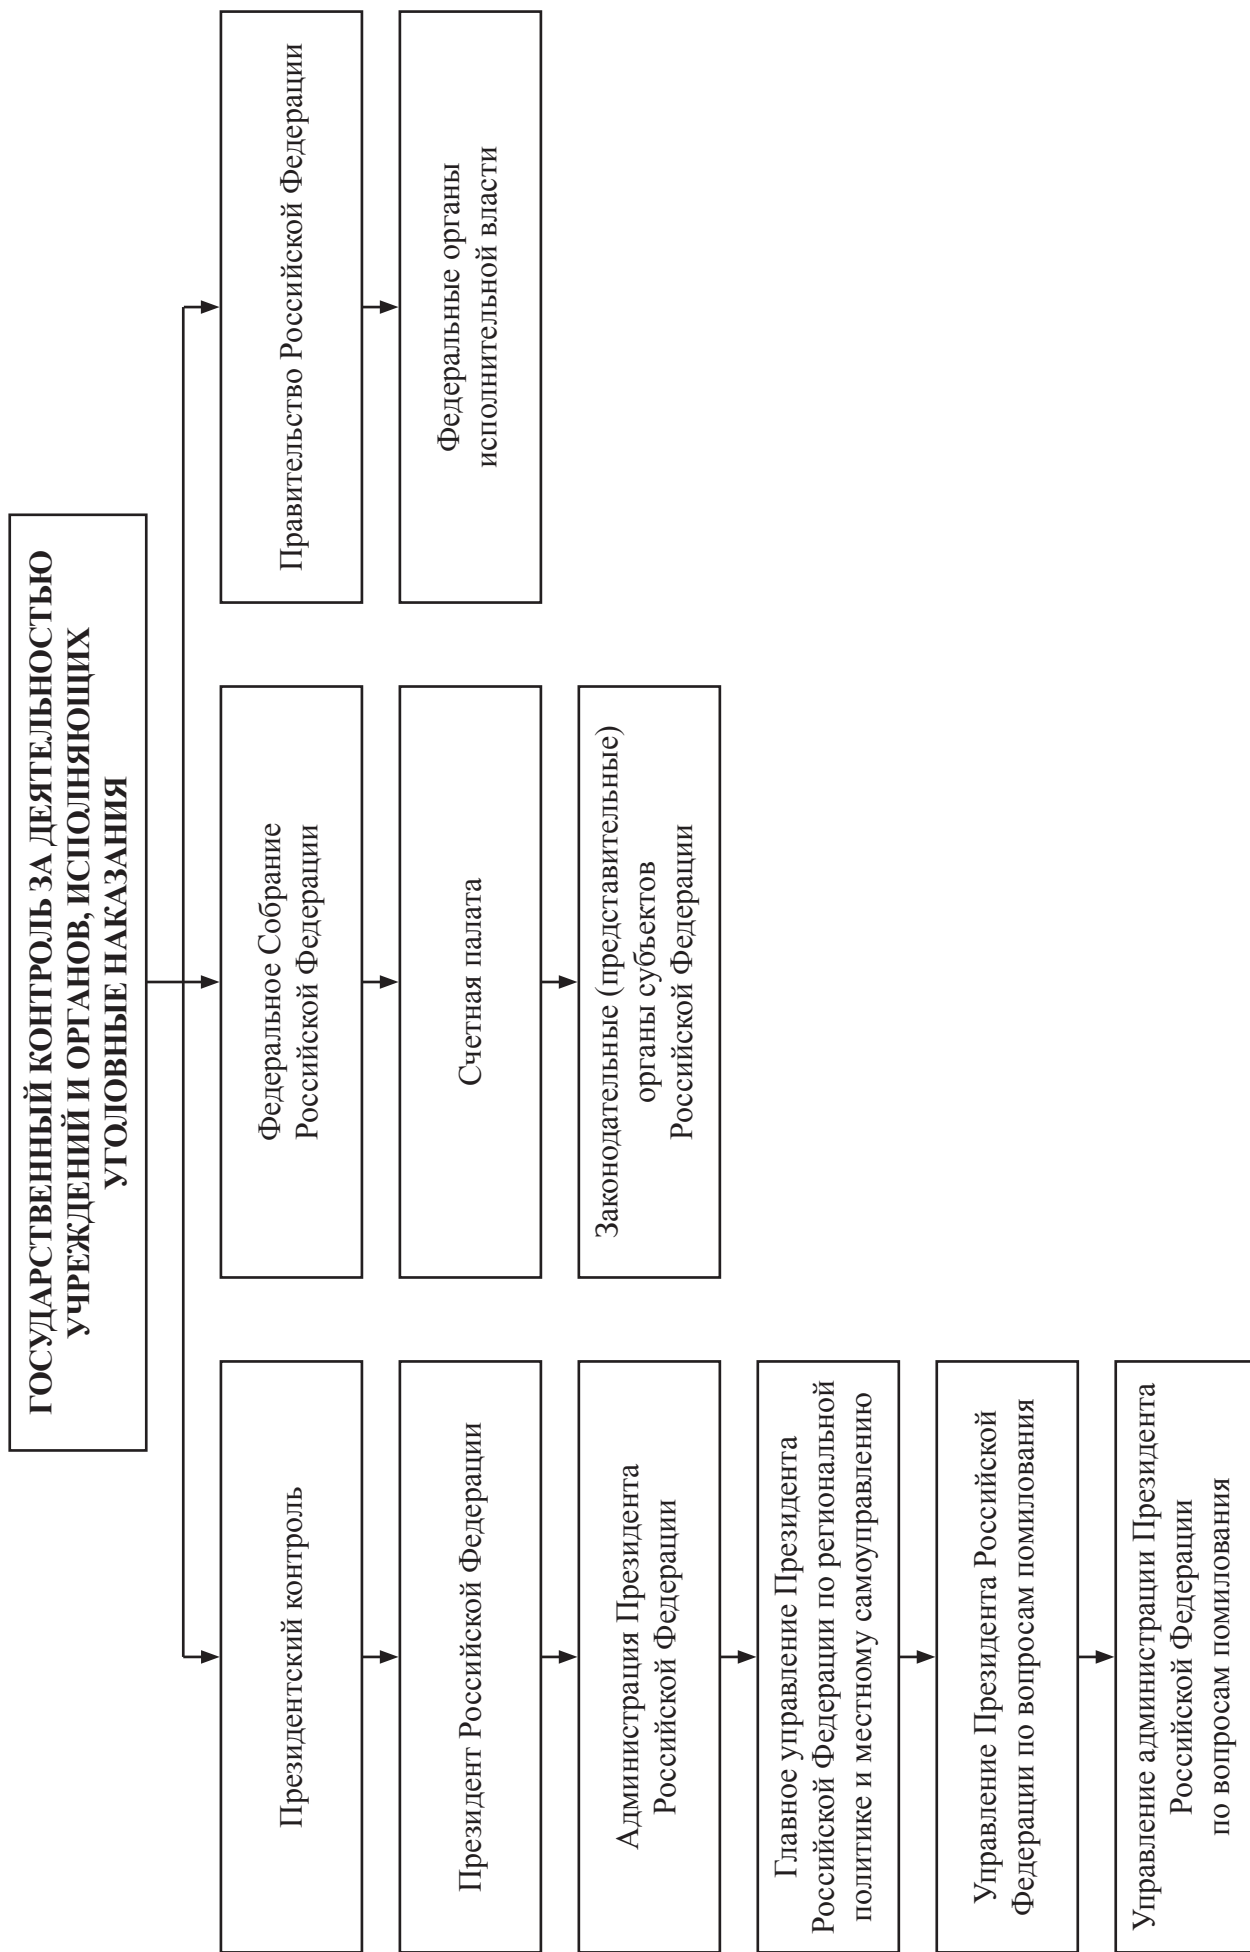 ГОСУДАРСТВЕННЫЙ КОНТРОЛЬ ЗА ДЕЯТЕЛЬНОСТЬЮ
УЧРЕЖДЕНИЙ И ОРГАНОВ, ИСПОЛНЯЮЩИХ
УГОЛОВНЫЕ НАКАЗАНИЯ
Президентский контроль
Президент Российской Федерации
Администрация Президента
Российской Федерации
Главное управление Президента
Российской Федерации по региональной
политике и местному самоуправлению
Управление Президента Российской
Федерации по вопросам помилования
Управление администрации Президента
Российской Федерации
по вопросам помилования
Федеральное Собрание
Российской Федерации
Счетная палата
Законодательные (представительные)
органы субъектов
Российской Федерации
Правительство Российской Федерации
Федеральные органы
исполнительной власти